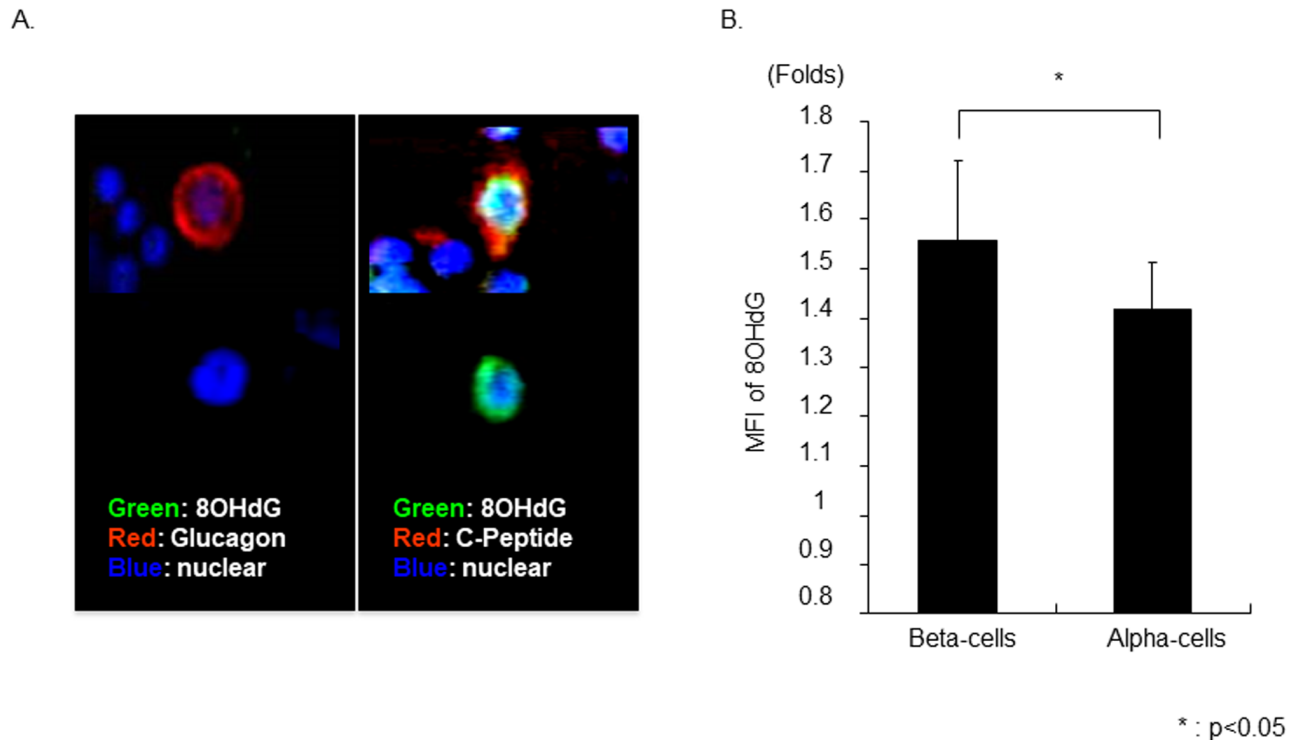 A.
Green: 8OHdG
Red: Glucagon
Blue: nuclear
Green: 8OHdG
Red: C-Peptide
Blue: nuclear
B.
(Folds)
*
1.8
1.7
1.6
1.5
1.4
1.3
1.2
1.1
1
0.9
0.8
MFI of 8OHdG
Beta-cells
Alpha-cells
* : p<0.05